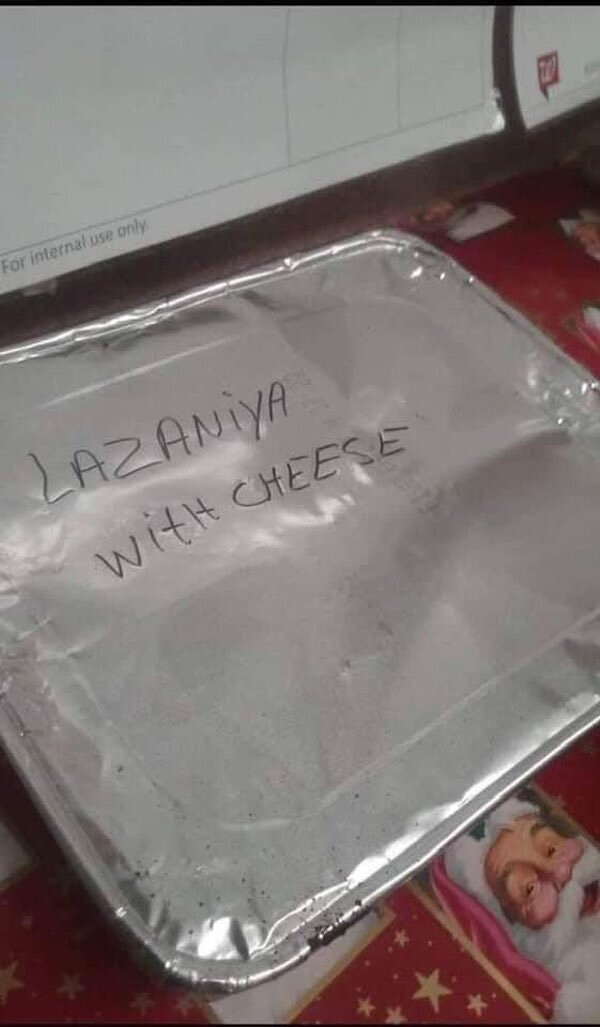 For internal use only.
LAZANiYA
WitH CHEESE